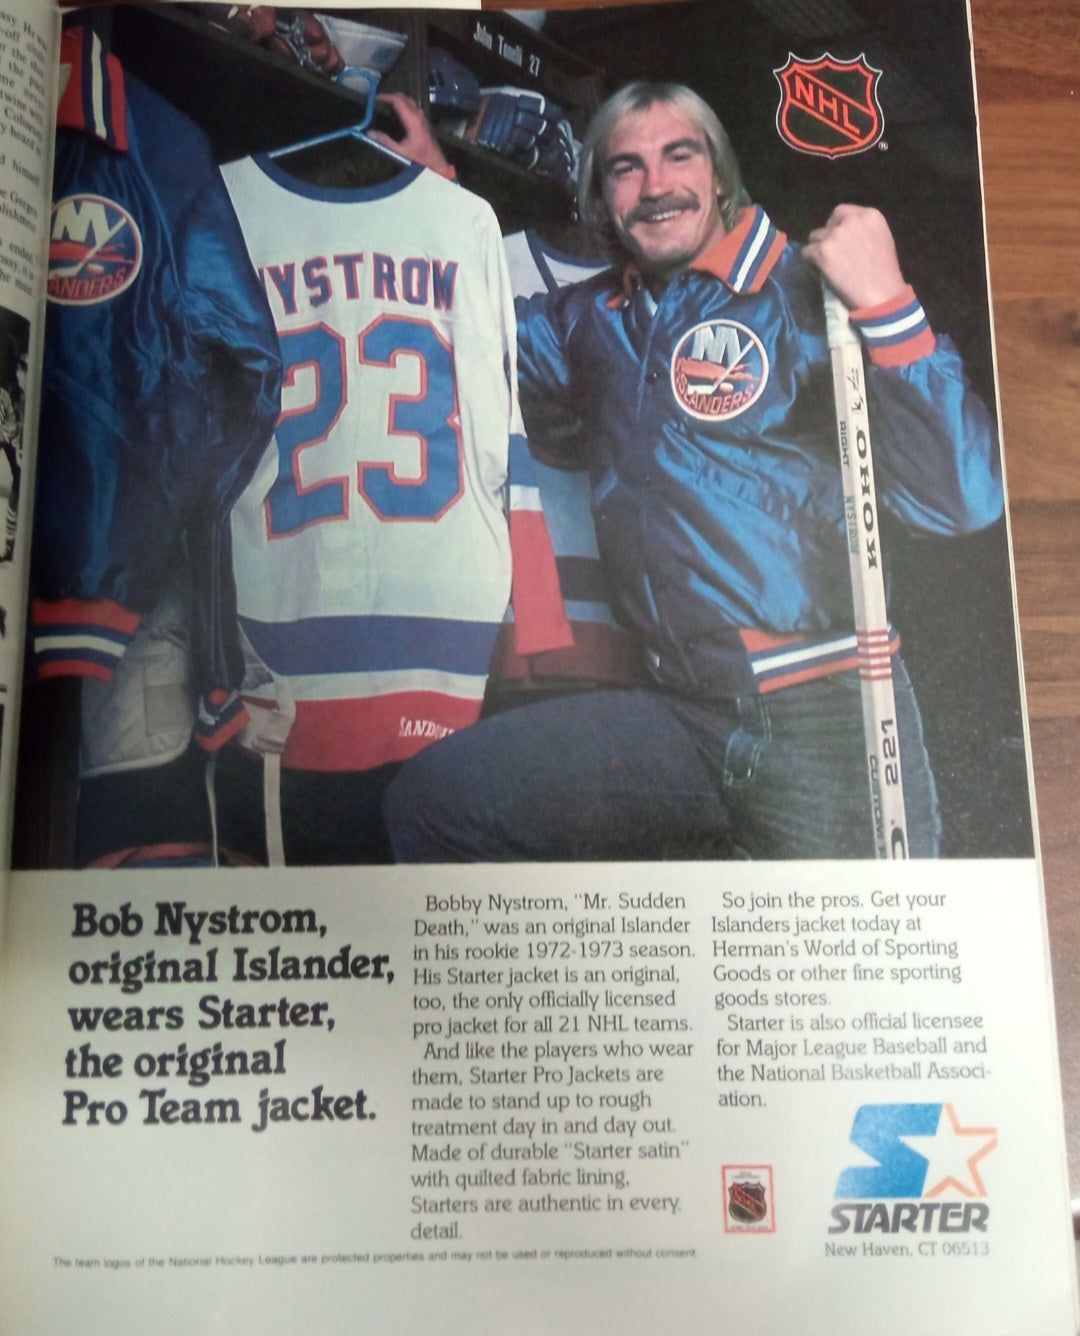 John Tonelli 27
NHL
ISLANDERS
ANDERS
NYSTROM
23
RIGHT
KOHO
NYSTROM
221
CUSTOM
Bob Nystrom,
original Islander,
wears Starter,
the original
Pro Team jacket.
Bobby Nystrom, "Mr. Sudden
Death," was an original Islander
in his rookie 1972-1973 season.
His Starter jacket is an original,
too, the only officially licensed
pro jacket for all 21 NHL teams.
And like the players who wear
them, Starter Pro Jackets are
made to stand up to rough
treatment day in and day out.
Made of durable "Starter satin"
with quilted fabric lining,
Starters are authentic in every
detail.
So join the pros. Get your
Islanders jacket today at
Herman's World of Sporting
Goods or other fine sporting
goods stores.
Starter is also official licensee
for Major League Baseball and
the National Basketball Associ-
ation.
NHL
STARTER
New Haven, CT 06513
The team logos of the National Hockey League are protected properties and may not be used or reproduced without consent.